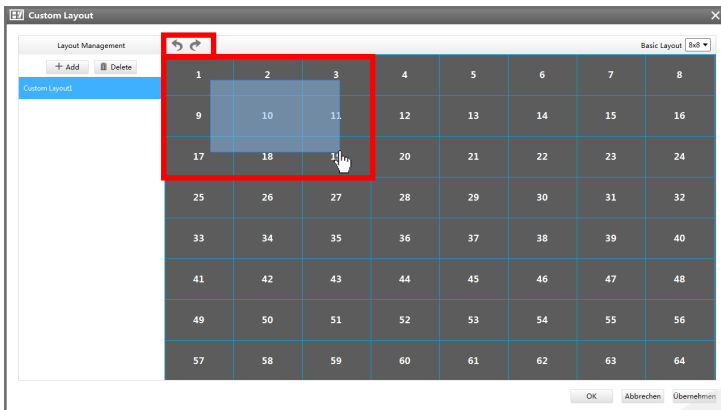 Custom Layout
Layout Management
Basic Layout 8x8
+ Add Delete
Custom Layout1
1 2 3 4 5 6 7 8
9 10 11 12 13 14 15 16
17 18 19 20 21 22 23 24
25 26 27 28 29 30 31 32
33 34 35 36 37 38 39 40
41 42 43 44 45 46 47 48
49 50 51 52 53 54 55 56
57 58 59 60 61 62 63 64
OK Abbrechen Übernehmen